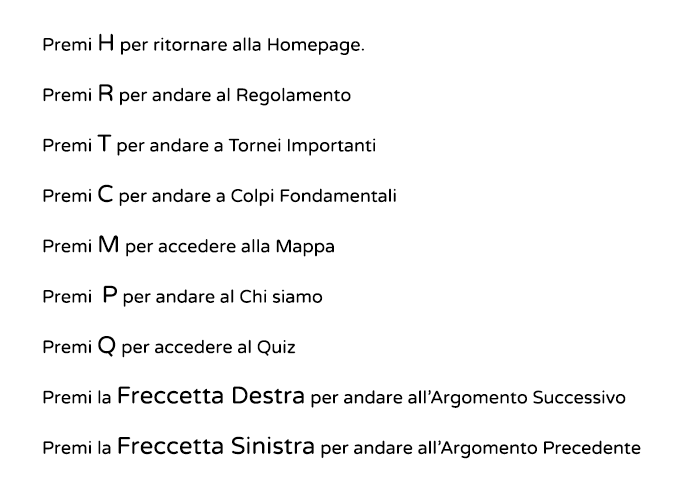 Premi H per ritornare alla Homepage.
Premi R per andare al Regolamento
Premi T per andare a Tornei Importanti
Premi C per andare a Colpi Fondamentali
Premi M per accedere alla Mappa
Premi P per andare al Chi siamo
Premi Q per accedere al Quiz
Premi la Freccetta Destra per andare all’Argomento Successivo
Premi la Freccetta Sinistra per andare all’Argomento Precedente